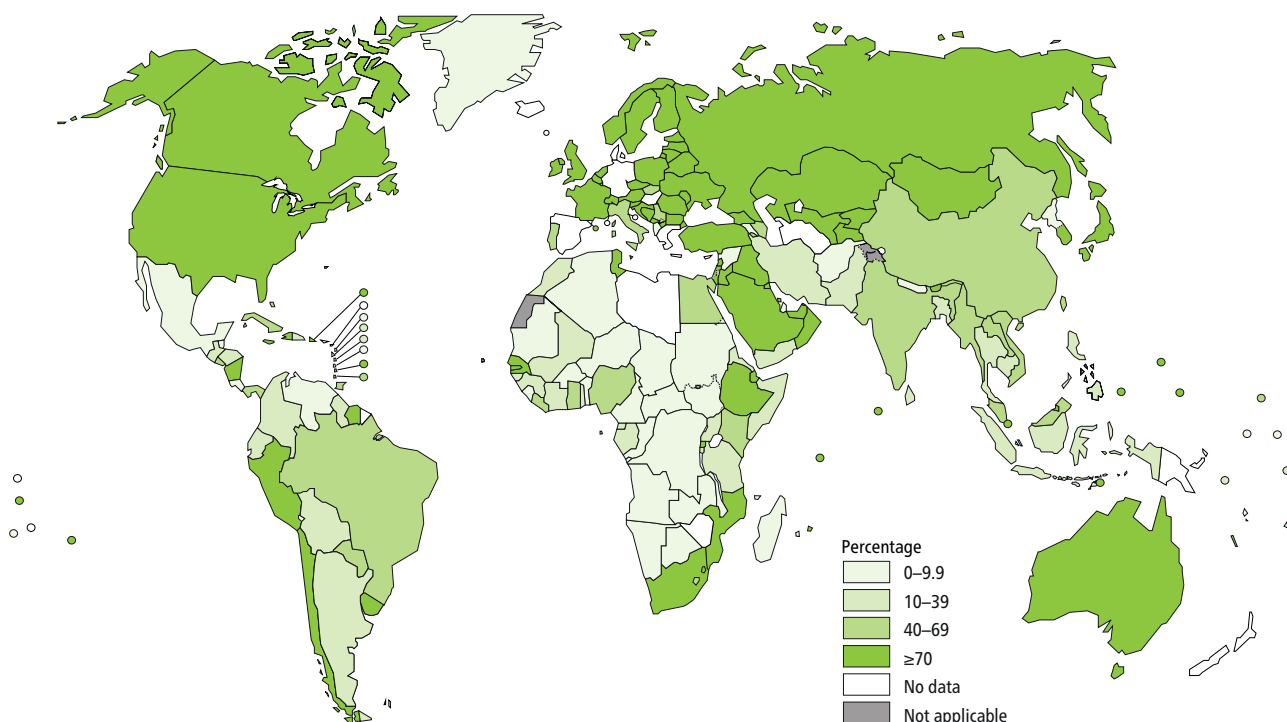 Percentage
0–9.9
10–39
40–69
≥70
No data
Not applicable